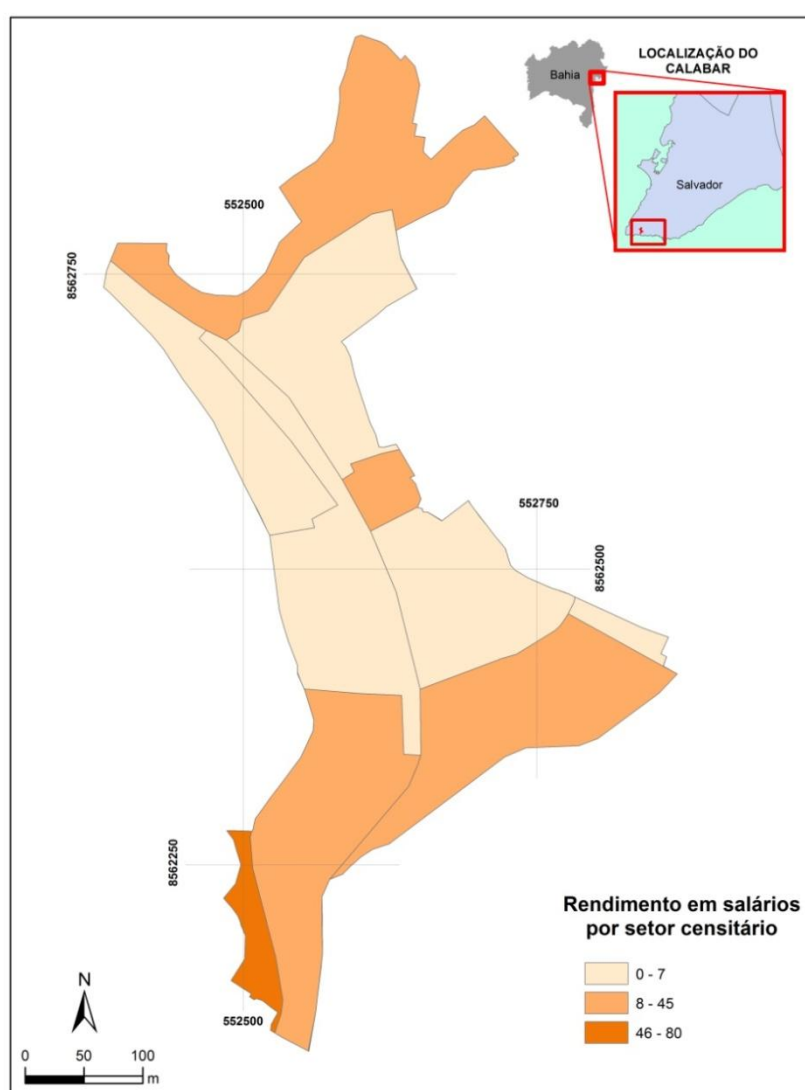 LOCALIZAÇÃO DO
CALABAR
Bahia
Salvador
552500
8562750
552750
8562500
8562250
552500
Rendimento em salários
por setor censitário
0 - 7
8 - 45
46 - 80
N
0 50 100
m